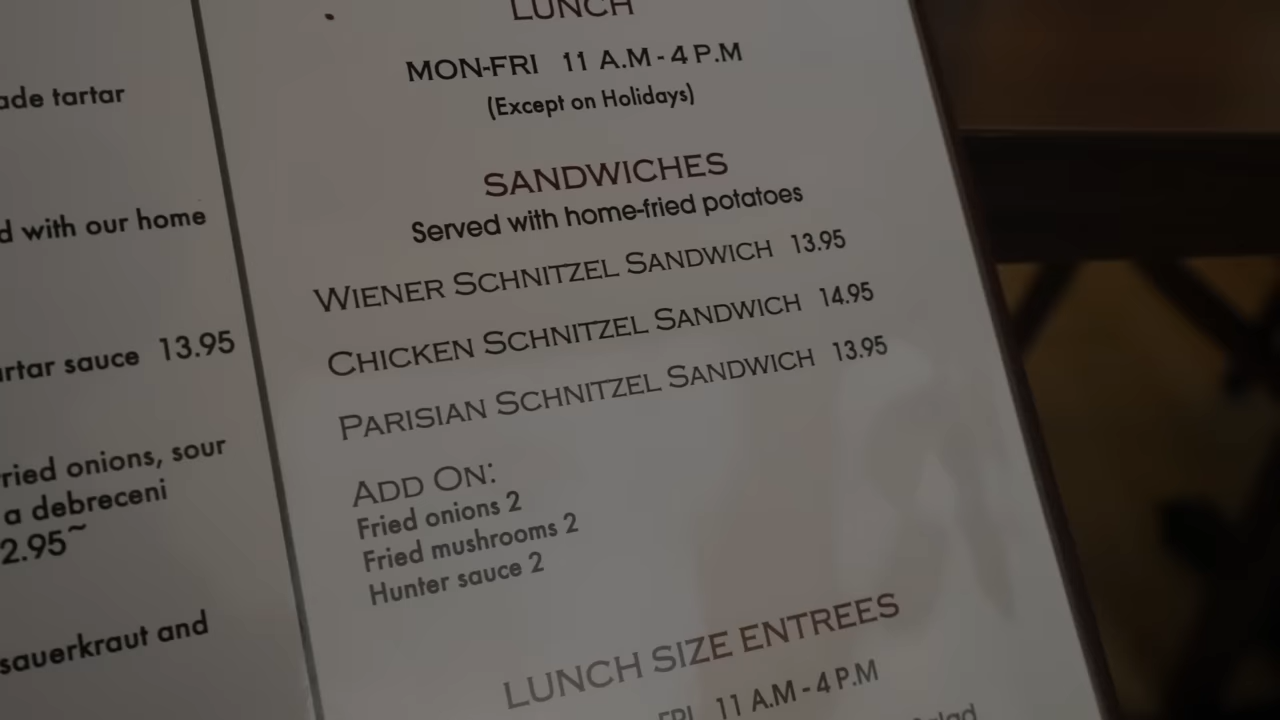 ade tartar
d with our home
rtar sauce 13.95
fried onions, sour
a debreceni
2.95~
sauerkraut and
LUNCH
MON-FRI 11 A.M - 4 P.M
(Except on Holidays)
SANDWICHES
Served with home-fried potatoes
WIENER SCHNITZEL SANDWICH 13.95
CHICKEN SCHNITZEL SANDWICH 14.95
PARISIAN SCHNITZEL SANDWICH 13.95
ADD ON:
Fried onions 2
Fried mushrooms 2
Hunter sauce 2
LUNCH SIZE ENTREES
FRI 11 A.M - 4 P.M